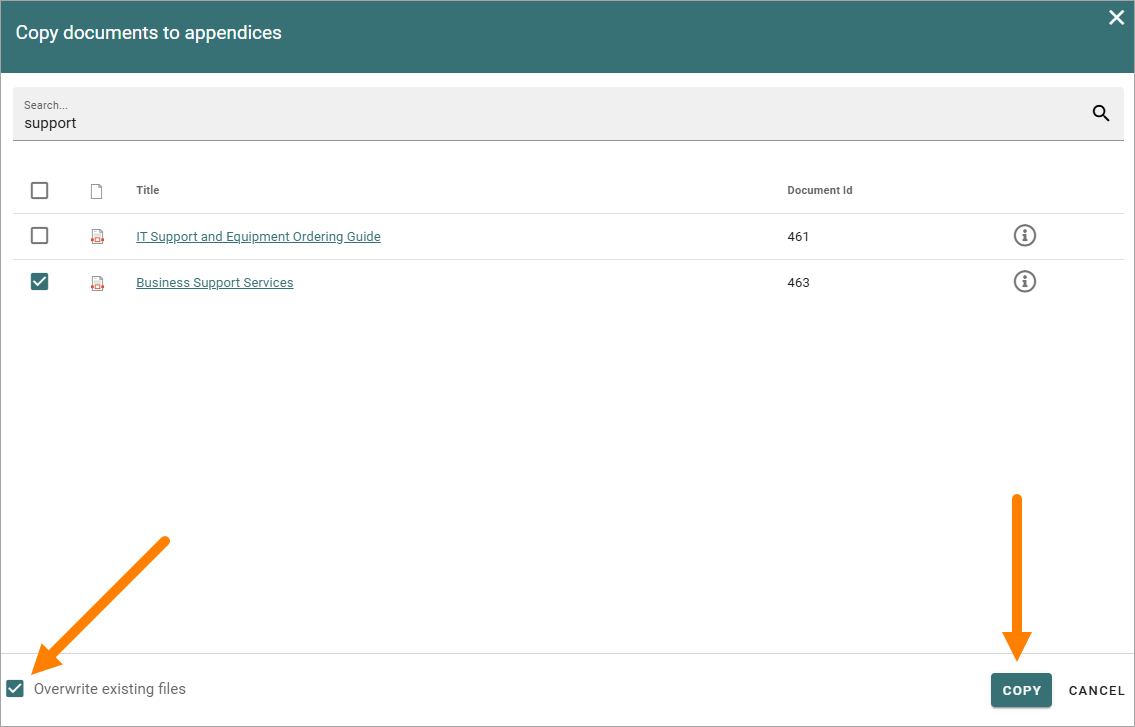 Copy documents to appendices
Search...
support
Title Document Id
IT Support and Equipment Ordering Guide 461
Business Support Services 463
Overwrite existing files COPY CANCEL